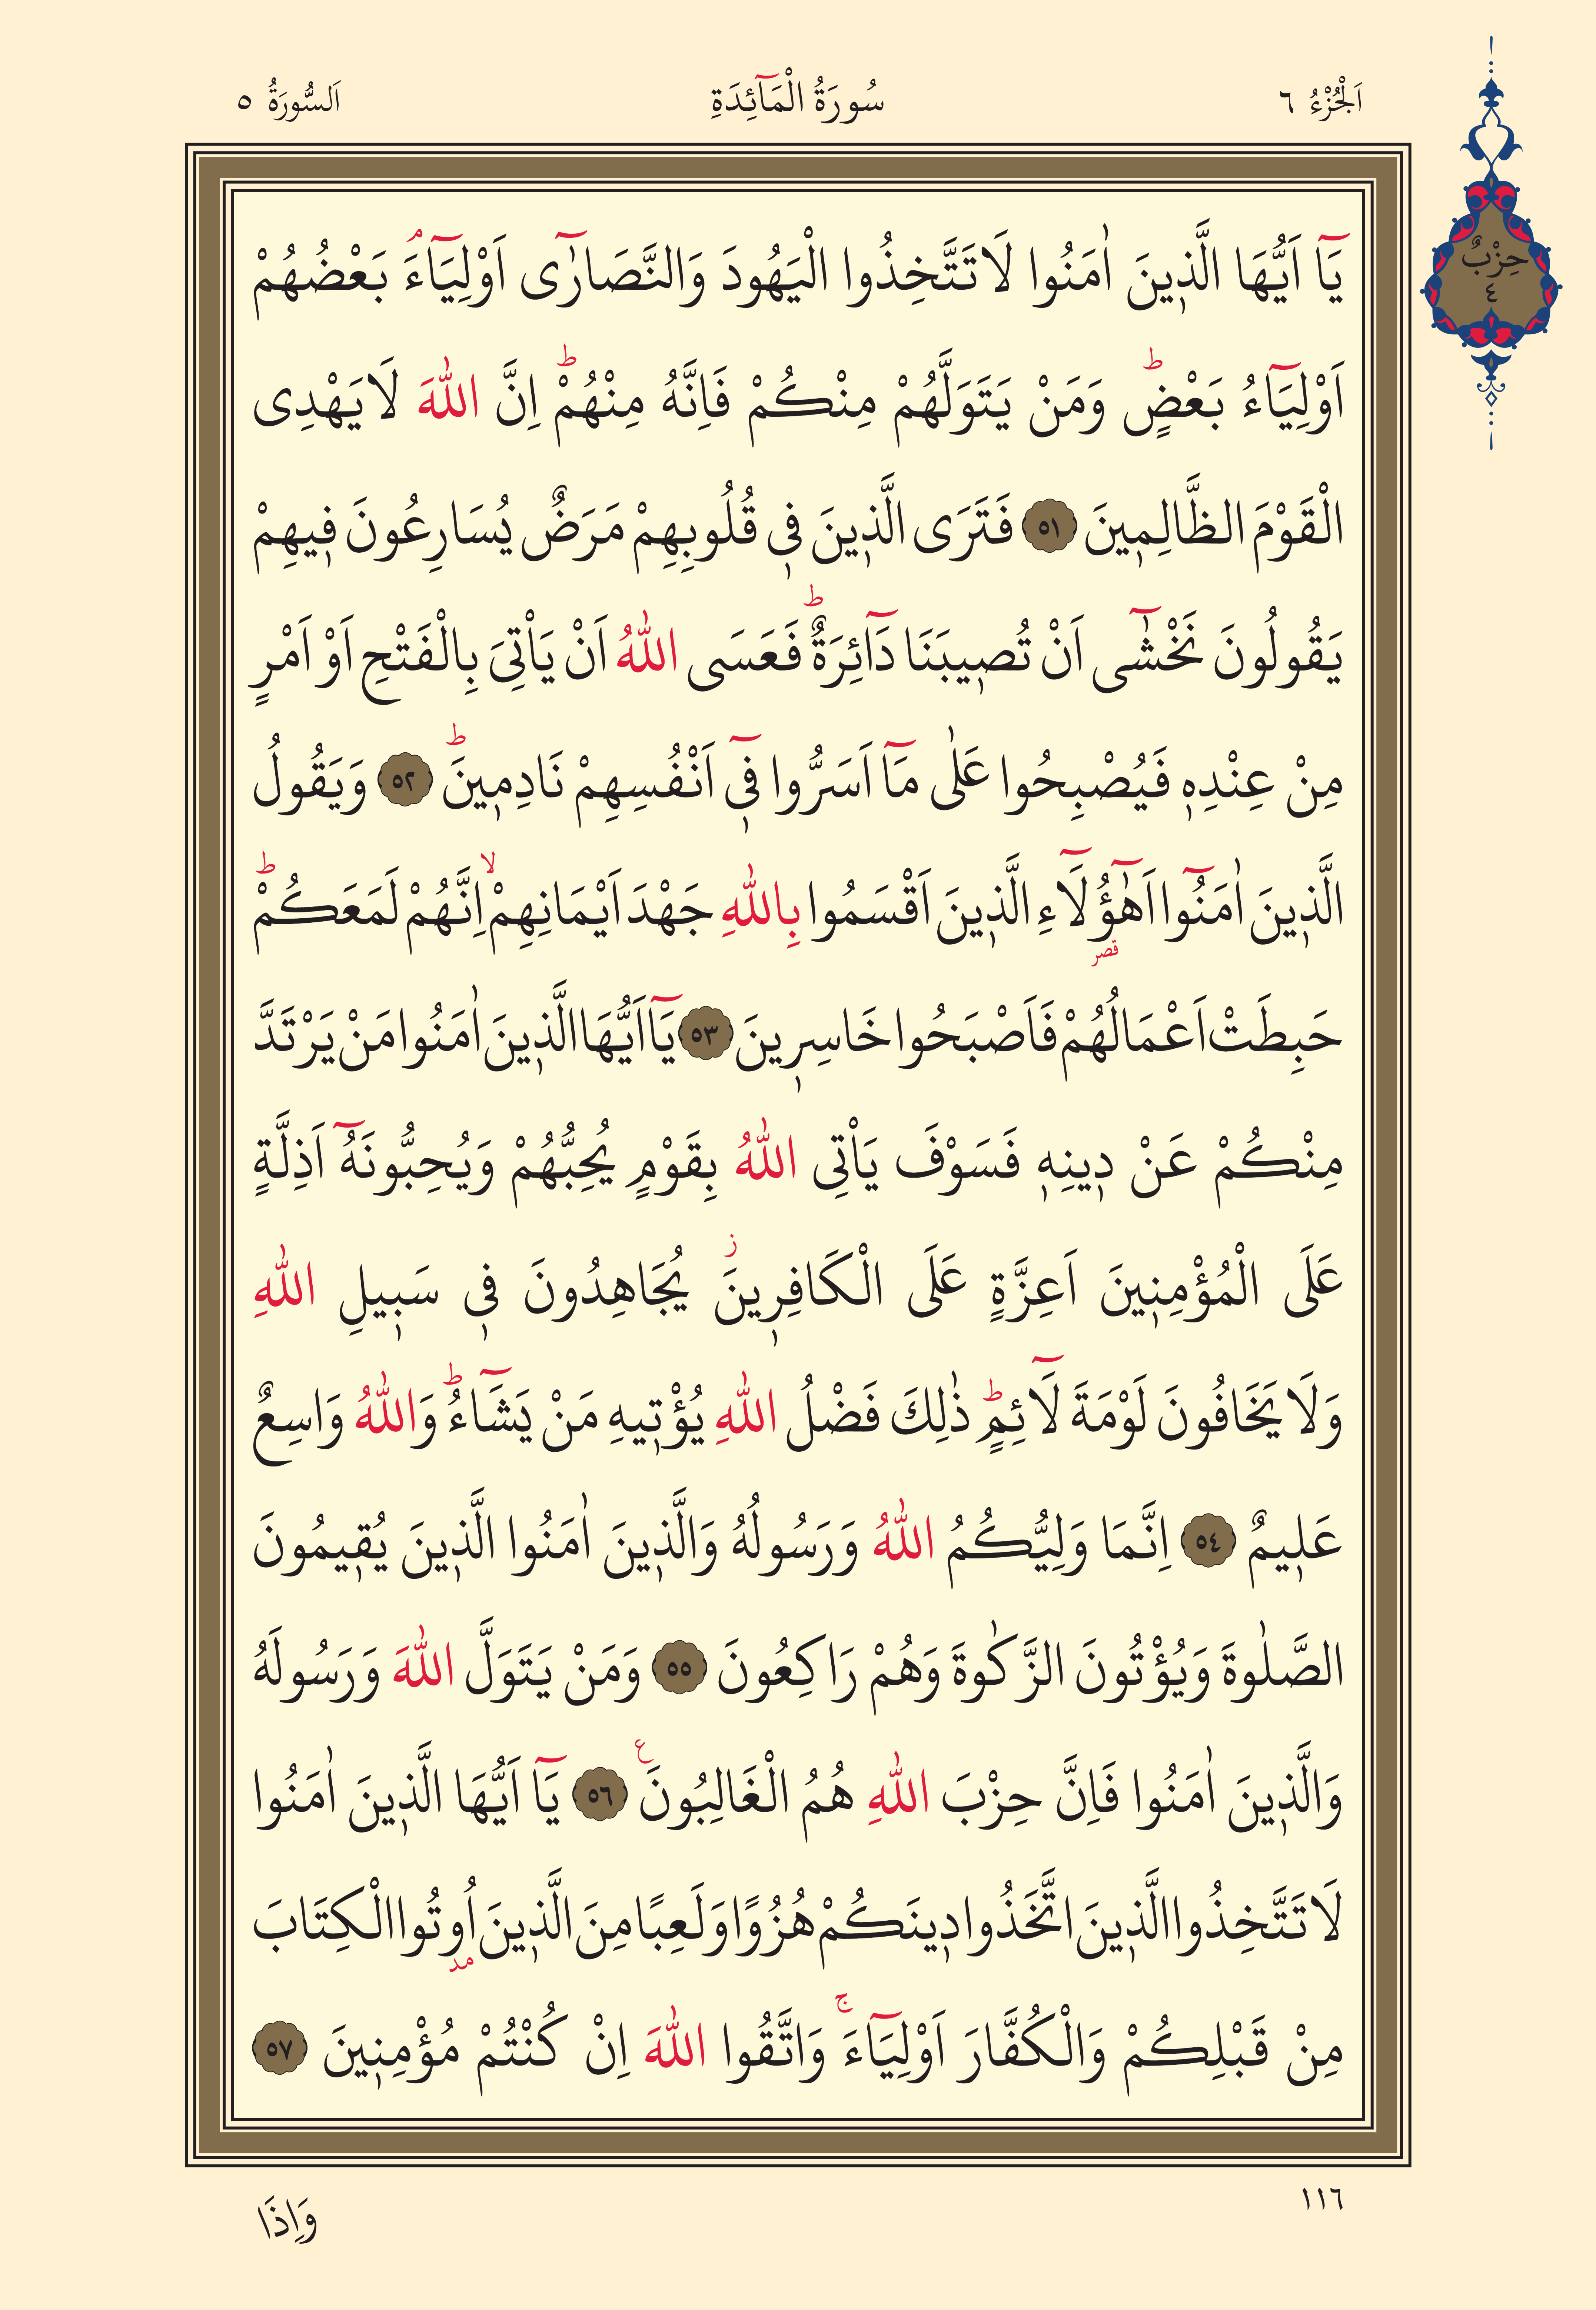 اَلْجُزْءُ ٦
سُورَةُ الْمَآئِدَةِ
اَلسُّورَةُ ٥
حِزْبٌ
٤
يَٓا اَيُّهَا الَّذ۪ينَ اٰمَنُوا لَا تَتَّخِذُوا الْيَهُودَ وَالنَّصَارٰٓى اَوْلِيَٓاءَۢ بَعْضُهُمْ
اَوْلِيَٓاءُ بَعْضٍۜ وَمَنْ يَتَوَلَّهُمْ مِنْكُمْ فَاِنَّهُ مِنْهُمْۜ اِنَّ اللّٰهَ لَا يَهْدِى
الْقَوْمَ الظَّالِم۪ينَ ٥١ فَتَرَى الَّذ۪ينَ ف۪ى قُلُوبِهِمْ مَرَضٌ يُسَارِعُونَ ف۪يهِمْ
يَقُولُونَ نَخْشٰٓى اَنْ تُص۪يبَنَا دَٓائِرَةٌۜ فَعَسَى اللّٰهُ اَنْ يَاْتِىَ بِالْفَتْحِ اَوْ اَمْرٍ
مِنْ عِنْدِه۪ فَيُصْبِحُوا عَلٰى مَٓا اَسَرُّوا ف۪ٓى اَنْفُسِهِمْ نَادِم۪ينَۜ ٥٢ وَيَقُولُ
الَّذ۪ينَ اٰمَنُٓوا اَهٰٓؤُ۬لَٓاءِ الَّذ۪ينَ اَقْسَمُوا بِاللّٰهِ جَهْدَ اَيْمَانِهِمْۙ اِنَّهُمْ لَمَعَكُمْۜ
قصر
حَبِطَتْ اَعْمَالُهُمْ فَاَصْبَحُوا خَاسِر۪ينَ ٥٣ يَٓا اَيُّهَا الَّذ۪ينَ اٰمَنُوا مَنْ يَرْتَدَّ
مِنْكُمْ عَنْ د۪ينِه۪ فَسَوْفَ يَاْتِى اللّٰهُ بِقَوْمٍ يُحِبُّهُمْ وَيُحِبُّونَهُٓ اَذِلَّةٍ
عَلَى الْمُؤْمِن۪ينَ اَعِزَّةٍ عَلَى الْكَافِر۪ينَۘ يُجَاهِدُونَ ف۪ى سَب۪يلِ اللّٰهِ
وَلَا يَخَافُونَ لَوْمَةَ لَٓائِمٍۜ ذٰلِكَ فَضْلُ اللّٰهِ يُؤْت۪يهِ مَنْ يَشَٓاءُۜ وَاللّٰهُ وَاسِعٌ
عَل۪يمٌ ٥٤ اِنَّمَا وَلِيُّكُمُ اللّٰهُ وَرَسُولُهُ وَالَّذ۪ينَ اٰمَنُوا الَّذ۪ينَ يُق۪يمُونَ
الصَّلٰوةَ وَيُؤْتُونَ الزَّكٰوةَ وَهُمْ رَاكِعُونَ ٥٥ وَمَنْ يَتَوَلَّ اللّٰهَ وَرَسُولَهُ
وَالَّذ۪ينَ اٰمَنُوا فَاِنَّ حِزْبَ اللّٰهِ هُمُ الْغَالِبُونَ ع ٥٦ يَٓا اَيُّهَا الَّذ۪ينَ اٰمَنُوا
لَا تَتَّخِذُوا الَّذ۪ينَ اتَّخَذُوا د۪ينَكُمْ هُزُوًا وَلَعِبًا مِنَ الَّذ۪ينَ اُو۫تُوا الْكِتَابَ
مد
مِنْ قَبْلِكُمْ وَالْكُفَّارَ اَوْلِيَٓاءَۚ وَاتَّقُوا اللّٰهَ اِنْ كُنْتُمْ مُؤْمِن۪ينَ ٥٧
١١٦
وَاِذَا